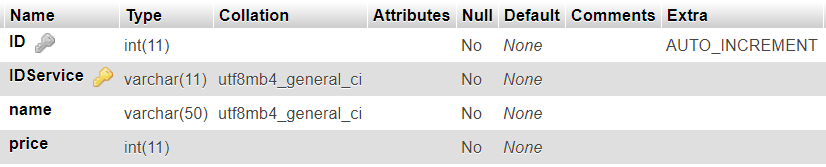 Name Type Collation Attributes Null Default Comments Extra
ID int(11) No None AUTO_INCREMENT
IDService varchar(11) utf8mb4_general_ci No None
name varchar(50) utf8mb4_general_ci No None
price int(11) No None